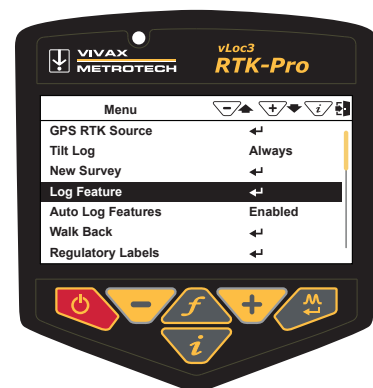 VIVAX
METROTECH
vLoc3
RTK-Pro
Menu - + i
GPS RTK Source
Tilt Log Always
New Survey
Log Feature
Auto Log Features Enabled
Walk Back
Regulatory Labels
- f +
i